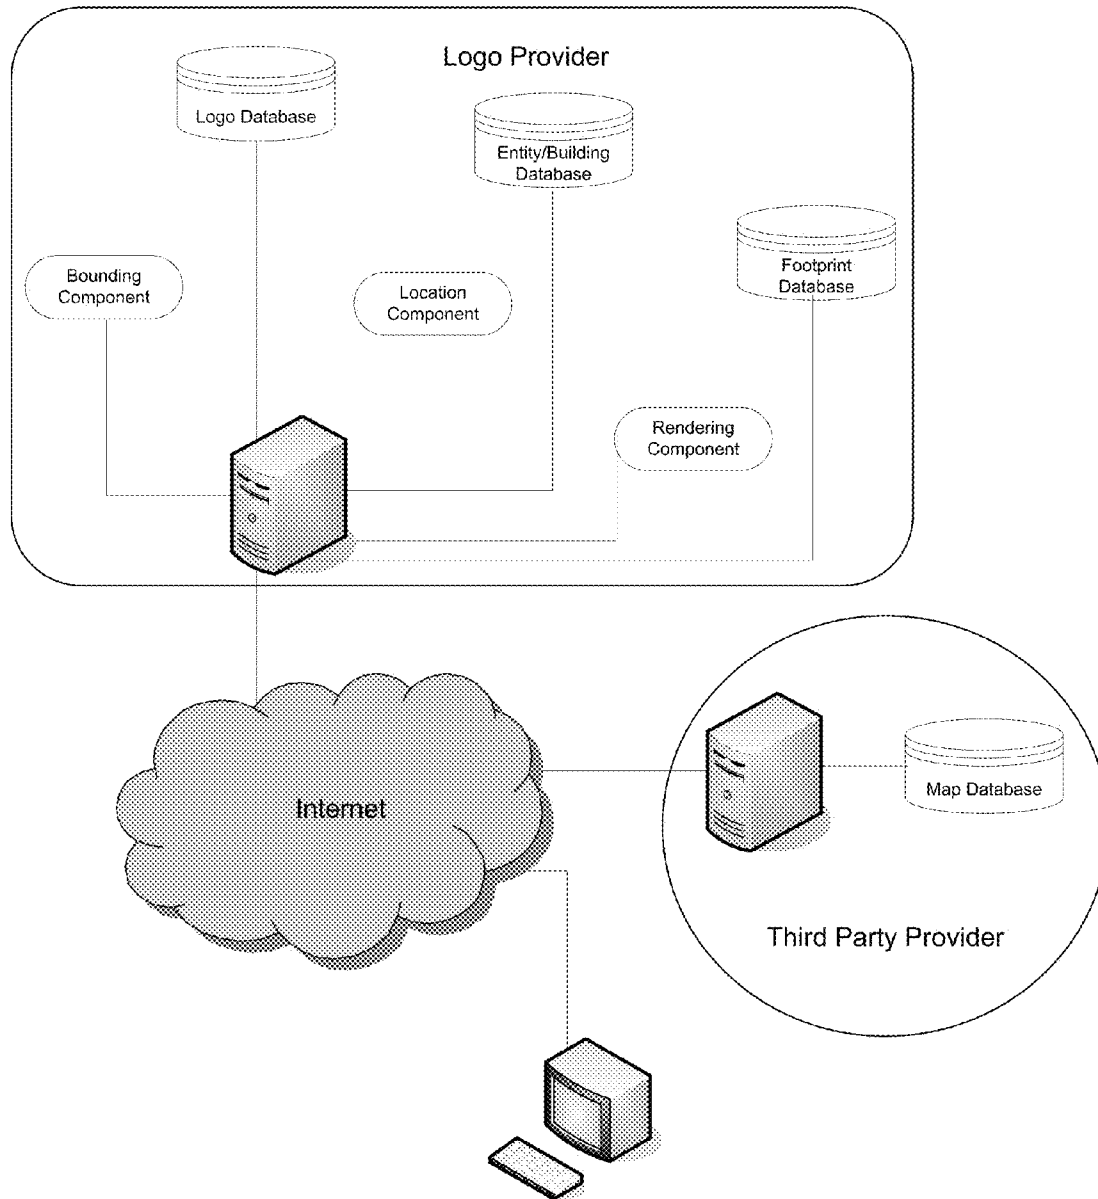 Logo Provider
Logo Database
Entity/Building
Database
Footprint
Database
Bounding
Component
Location
Component
Rendering
Component
Internet
Map Database
Third Party Provider